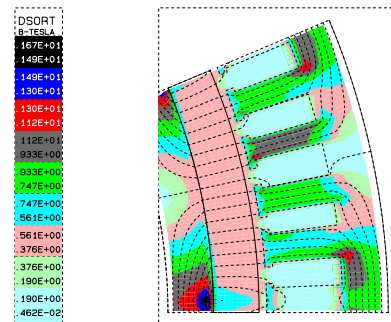 DSORT
B-TESLA
.167E+01
.149E+01
.149E+01
.130E+01
.130E+01
.112E+01
.112E+01
.933E+00
.933E+00
.747E+00
.747E+00
.561E+00
.561E+00
.376E+00
.376E+00
.190E+00
.190E+00
.462E-02